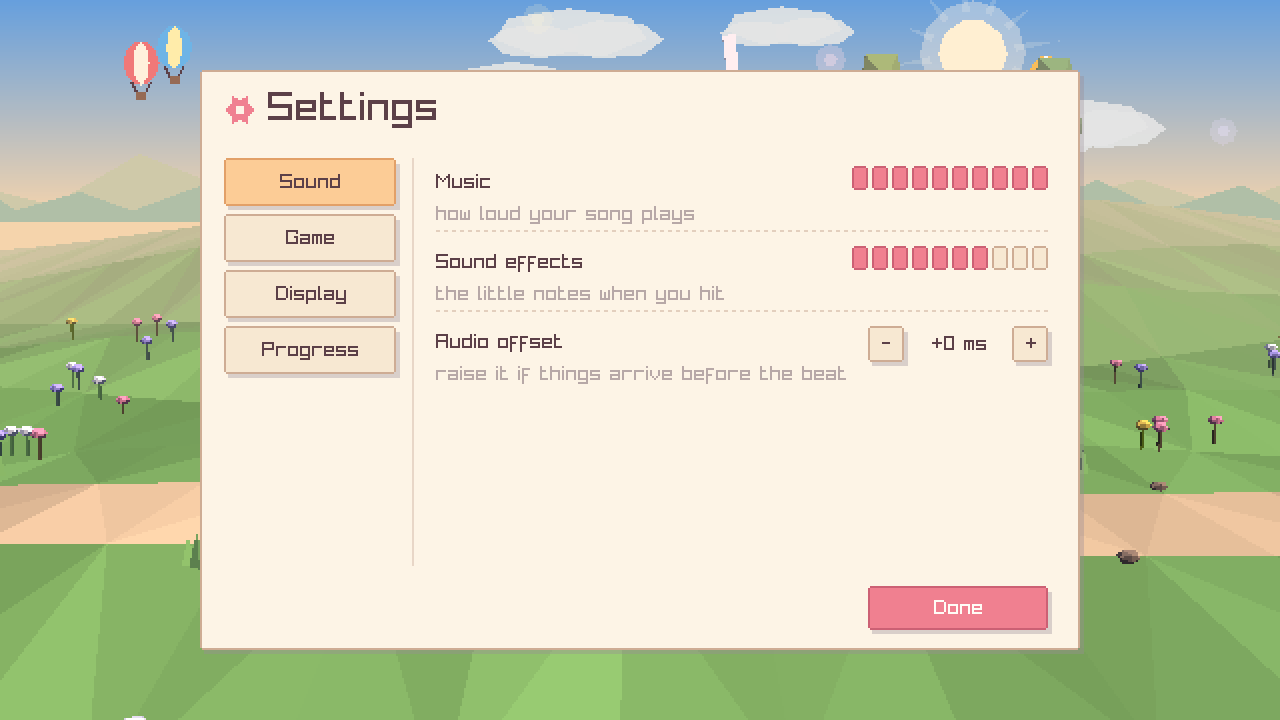 Settings
Sound
Game
Display
Progress
Music
how loud your song plays
Sound effects
the little notes when you hit
Audio offset
- +0 ms +
raise it if things arrive before the beat
Done